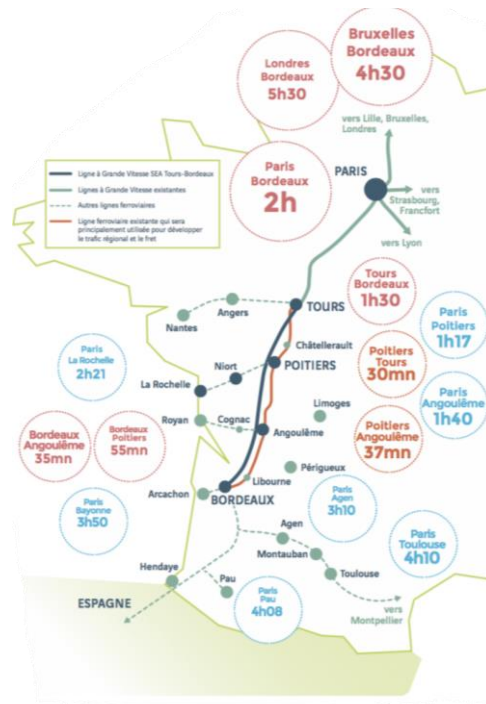 Bruxelles
Bordeaux
4h30
Londres
Bordeaux
5h30
vers Lille, Bruxelles,
Londres
Paris
Bordeaux
2h
PARIS
vers
Strasbourg,
Francfort
vers Lyon
Ligne à Grande Vitesse SEA Tours-Bordeaux
Lignes à Grande Vitesse existantes
Autres lignes ferroviaires
Ligne ferroviaire existante qui sera
principalement utilisée pour développer
le trafic régional et le fret
Tours
Bordeaux
1h30
Paris
Poitiers
1h17
TOURS
Angers
Nantes
Châtellerault
Paris
La Rochelle
2h21
Niort
POITIERS
Poitiers
Tours
30mn
La Rochelle
Paris
Angoulême
1h40
Limoges
Royan
Cognac
Angoulême
Poitiers
Angoulême
37mn
Bordeaux
Angoulême
35mn
Bordeaux
Poitiers
55mn
Périgueux
Libourne
Arcachon
BORDEAUX
Paris
Agen
3h10
Paris
Bayonne
3h50
Agen
Paris
Toulouse
4h10
Montauban
Toulouse
Hendaye
Pau
ESPAGNE
Paris
Pau
4h08
vers
Montpellier